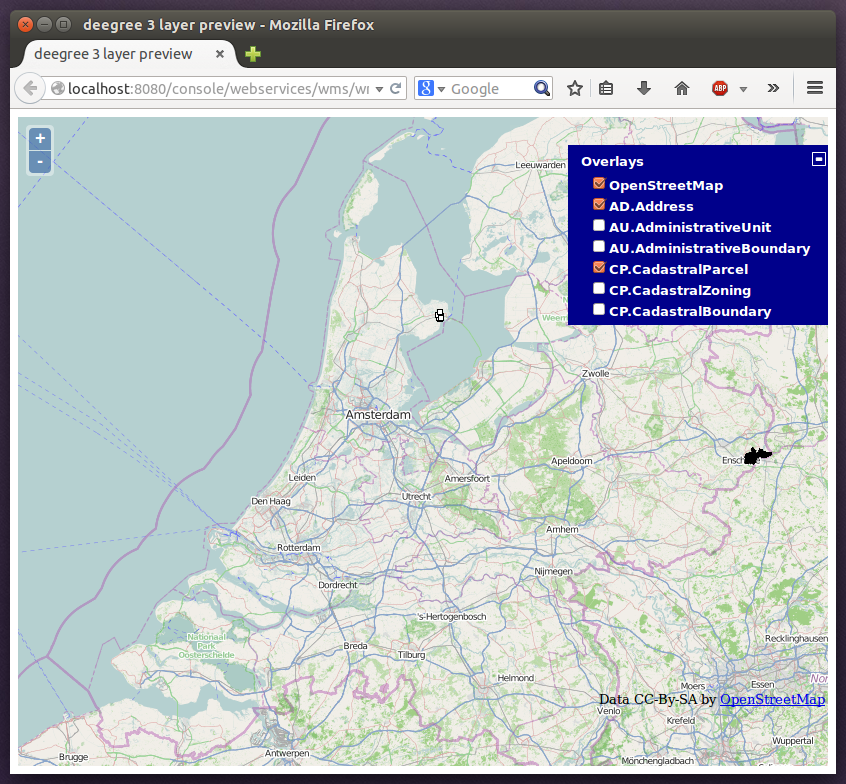 deegree 3 layer preview - Mozilla Firefox
deegree 3 layer preview
localhost:8080/console/webservices/wms/
Google
ABP
+
-
Overlays
OpenStreetMap
AD.Address
AU.AdministrativeUnit
AU.AdministrativeBoundary
CP.CadastralParcel
CP.CadastralZoning
CP.CadastralBoundary
Leeuwarden
Zwolle
Amsterdam
Apeldoorn
Leiden
Amersfoort
Den Haag
Utrecht
Arnhem
Rotterdam
Nijmegen
Dordrecht
's-Hertogenbosch
Nationaal
Park
Oosterschelde
Recklinghausen
Breda
Tilburg
Helmond
Moers
Essen
Data CC-By-SA by OpenStreetMap
Venlo
Krefeld
Wuppertal
Antwerpen
Brugge
Mönchengladbach